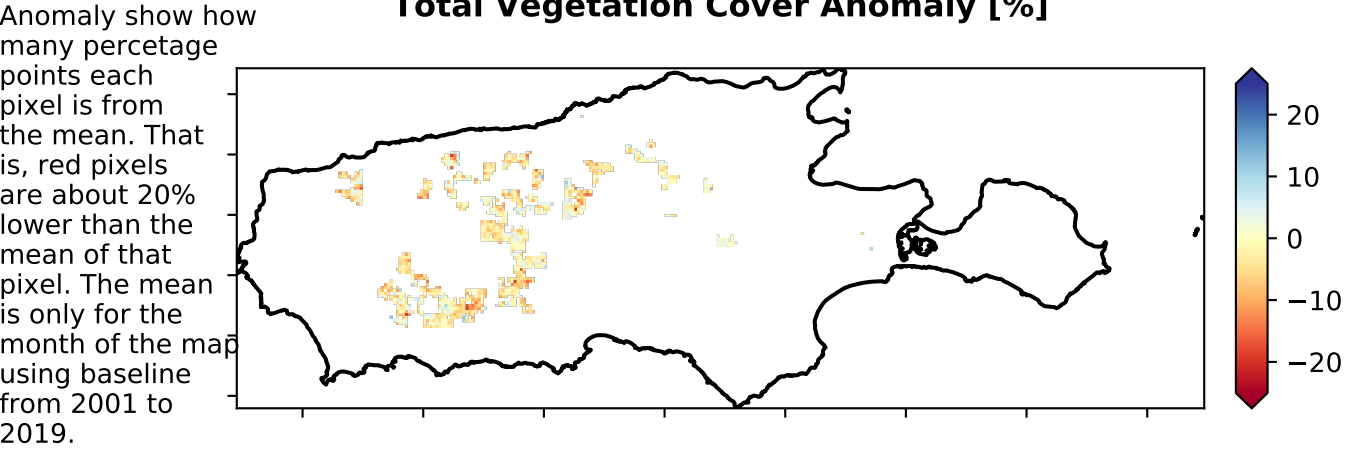 Total Vegetation Cover Anomaly [%]
Anomaly show how
many percetage
points each
pixel is from
the mean. That
is, red pixels
are about 20%
lower than the
mean of that
pixel. The mean
is only for the
month of the map
using baseline
from 2001 to
2019.
20
10
0
−10
−20